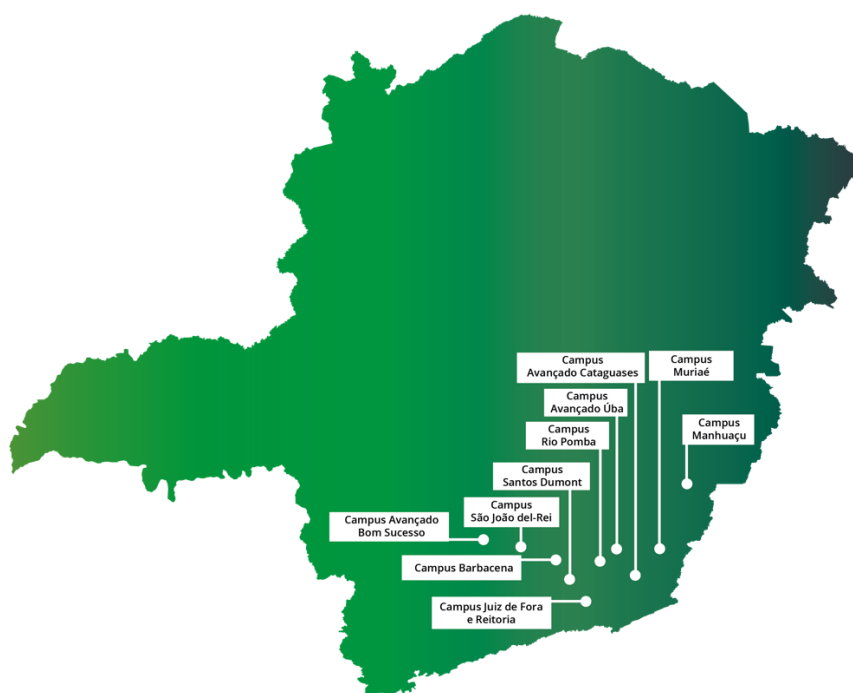 Campus
Avançado Cataguases
Campus
Muriaé
Campus
Avançado Úba
Campus
Rio Pomba
Campus
Manhuaçu
Campus
Santos Dumont
Campus
São João del-Rei
Campus Avançado
Bom Sucesso
Campus Barbacena
Campus Juiz de Fora
e Reitoria